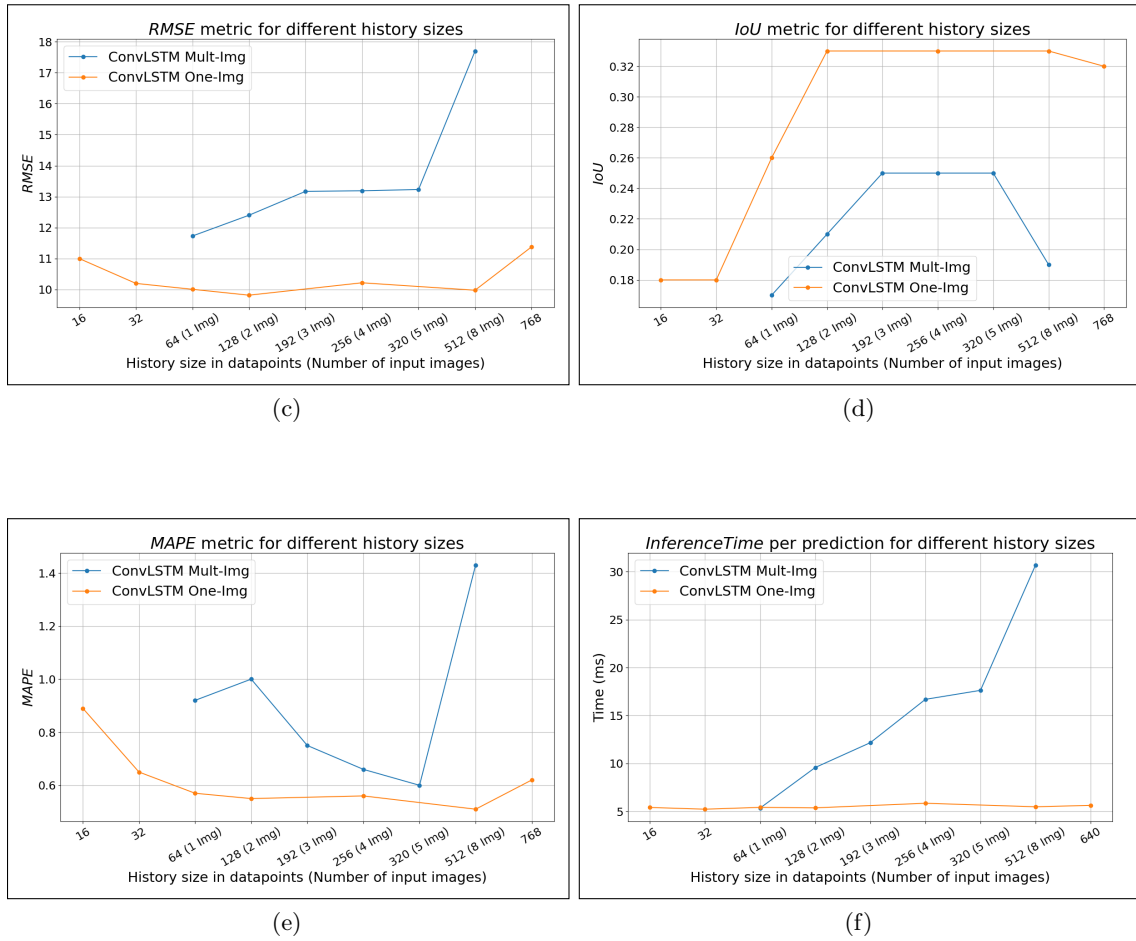 RMSE metric for different history sizes
ConvLSTM Mult-Img
ConvLSTM One-Img
18
17
16
15
14
13
12
11
10
RMSE
16
32
64 (1 Img)
128 (2 Img)
192 (3 Img)
256 (4 Img)
320 (5 Img)
512 (8 Img)
768
History size in datapoints (Number of input images)
(c)
IoU metric for different history sizes
0.32
0.30
0.28
0.26
0.24
0.22
0.20
0.18
IoU
ConvLSTM Mult-Img
ConvLSTM One-Img
16
32
64 (1 Img)
128 (2 Img)
192 (3 Img)
256 (4 Img)
320 (5 Img)
512 (8 Img)
768
History size in datapoints (Number of input images)
(d)
MAPE metric for different history sizes
ConvLSTM Mult-Img
ConvLSTM One-Img
1.4
1.2
1.0
0.8
0.6
MAPE
16
32
64 (1 Img)
128 (2 Img)
192 (3 Img)
256 (4 Img)
320 (5 Img)
512 (8 Img)
768
History size in datapoints (Number of input images)
(e)
InferenceTime per prediction for different history sizes
ConvLSTM Mult-Img
ConvLSTM One-Img
30
25
20
15
10
5
Time (ms)
16
32
64 (1 Img)
128 (2 Img)
192 (3 Img)
256 (4 Img)
320 (5 Img)
512 (8 Img)
640
History size in datapoints (Number of input images)
(f)